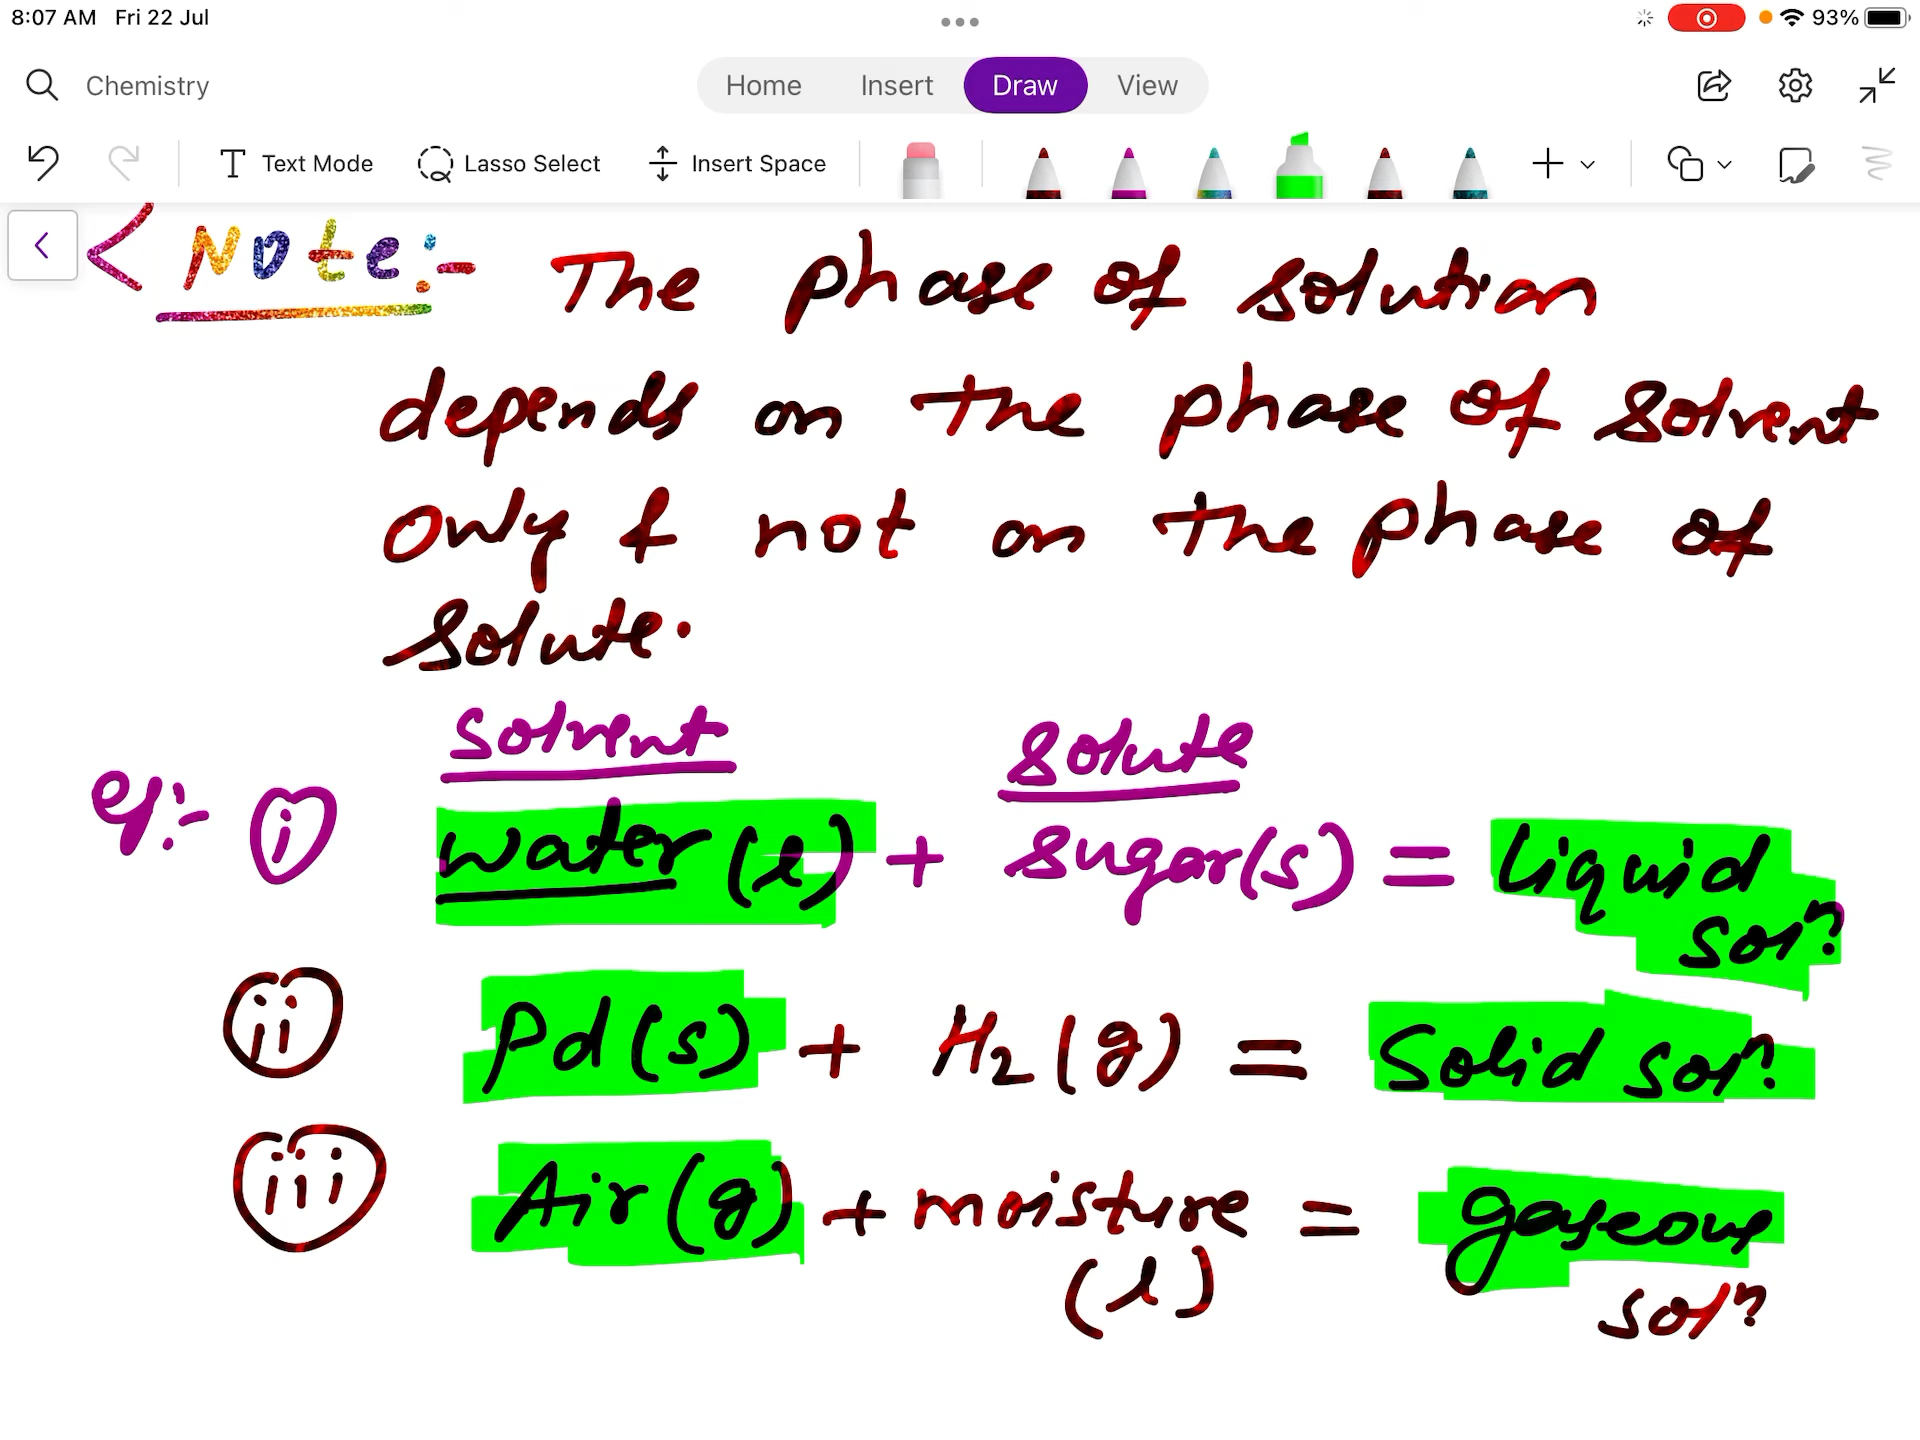 8:07 AM Fri 22 Jul
93%
Chemistry
Home Insert Draw View
Text Mode Lasso Select Insert Space
Note:- The phase of solution
depends on the phase of solvent
only & not on the phase of
solute.
solvent solute
eg:- (i) water (l) + sugar(s) = liquid
solⁿ.
(ii) Pd(s) + H₂(g) = Solid solⁿ.
(iii) Air(g) + moisture = gaseous
(l) solⁿ.